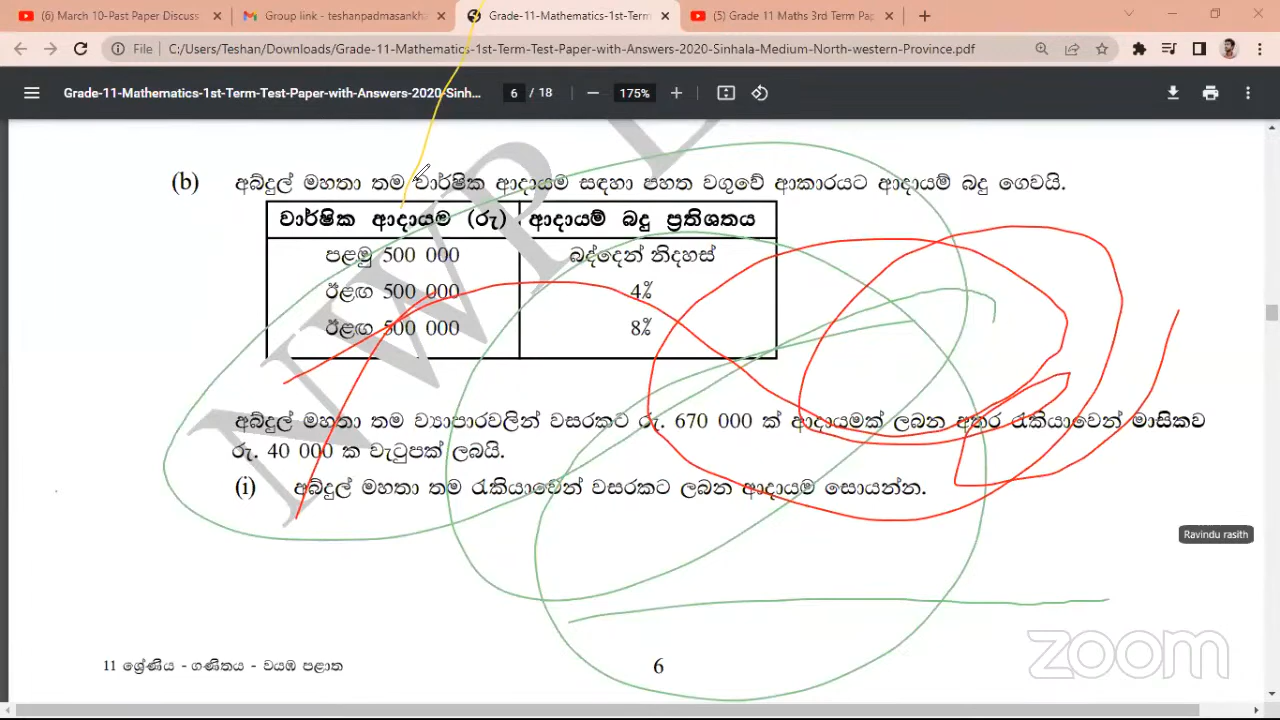 (6) March 10-Past Paper Discuss
Group link - teshanpadmasankh
Grade-11-Mathematics-1st-Term-
(5) Grade 11 Maths 3rd Term Pap
File
C:/Users/Teshan/Downloads/Grade-11-Mathematics-1st-Term-Test-Paper-with-Answers-2020-Sinhala-Medium-North-western-Province.pdf
Grade-11-Mathematics-1st-Term-Test-Paper-with-Answers-2020-Sinh...
6 / 18
175%
(b) අබ්දුල් මහතා තම වාර්ෂික ආදායම සඳහා පහත වගුවේ ආකාරයට ආදායම් බදු ගෙවයි.
වාර්ෂික ආදායම (රු) ආදායම් බදු ප්‍රතිශතය
පළමු 500 000 බද්දෙන් නිදහස්
ඊළඟ 500 000 4%
ඊළඟ 500 000 8%
අබ්දුල් මහතා තම ව්‍යාපාරවලින් වසරකට රු. 670 000 ක් ආදායමක් ලබන අතර රැකියාවෙන් මාසිකව
රු. 40 000 ක වැටුපක් ලබයි.
(i) අබ්දුල් මහතා තම රැකියාවෙන් වසරකට ලබන ආදායම සොයන්න.
Ravindu rasith
11 ශ්‍රේණිය - ගණිතය - වයඹ පළාත
6
zoom